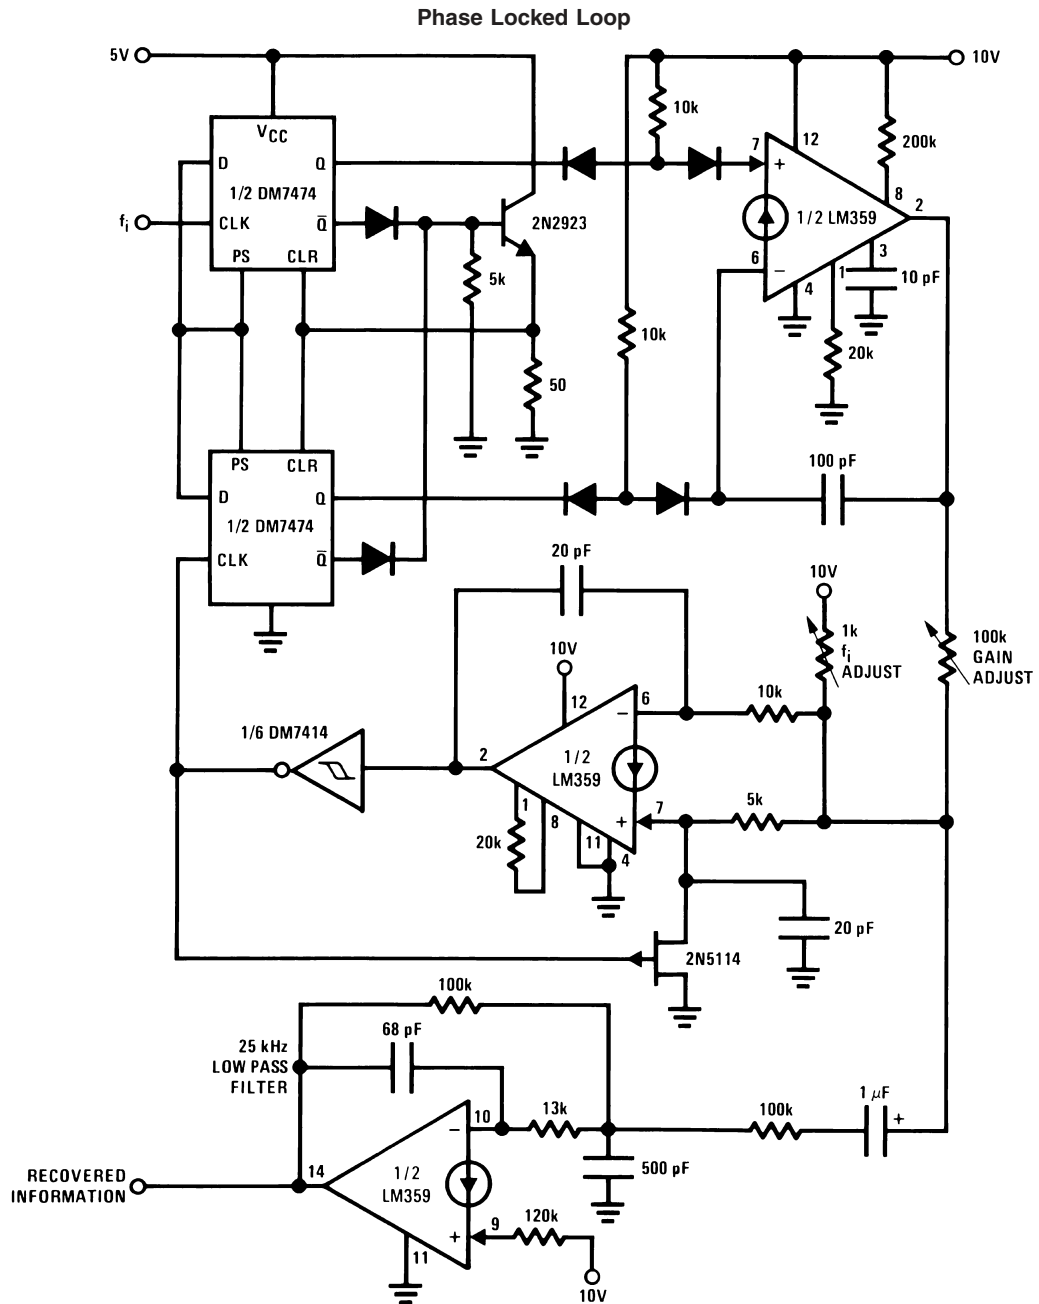 Phase Locked Loop
5V
10V
VCC
D
Q
1/2 DM7474
fi
CLK
Q̅
PS
CLR
2N2923
5k
50
10k
10k
7
+
12
200k
8
2
1/2 LM359
6
−
4
1
3
10 pF
20k
PS
CLR
D
Q
1/2 DM7474
CLK
Q̅
100 pF
20 pF
10V
1k
fi
ADJUST
100k
GAIN
ADJUST
10V
12
6
−
10k
1/6 DM7414
2
1/2
LM359
1
8
+
7
5k
20k
11
4
20 pF
2N5114
100k
68 pF
25 kHz
LOW PASS
FILTER
10
−
13k
100k
1 μF
+
500 pF
RECOVERED
INFORMATION
14
1/2
LM359
+
9
120k
11
10V